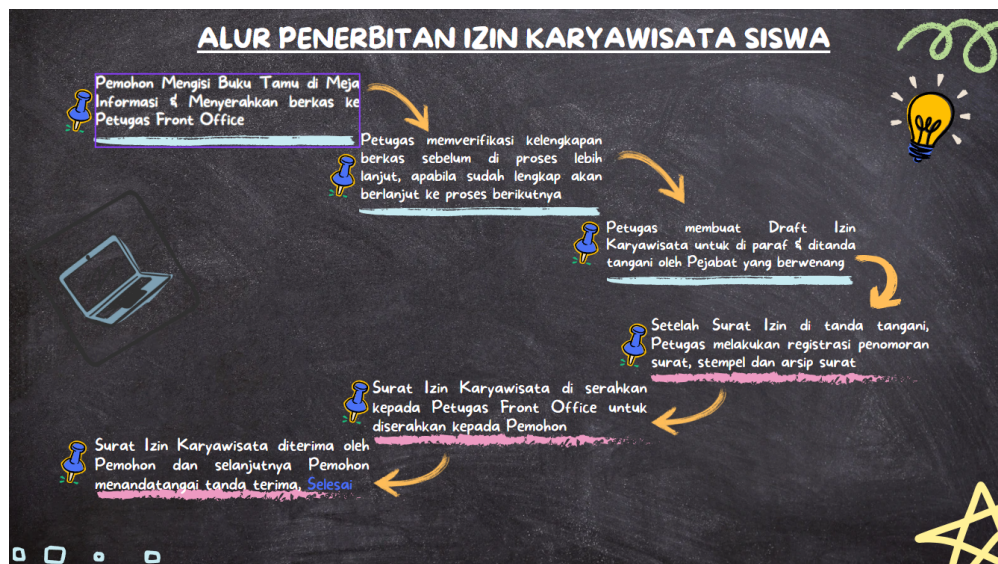 ALUR PENERBITAN IZIN KARYAWISATA SISWA
Pemohon Mengisi Buku Tamu di Meja
Informasi & Menyerahkan berkas ke
Petugas Front Office
Petugas memverifikasi kelengkapan
berkas sebelum di proses lebih
lanjut, apabila sudah lengkap akan
berlanjut ke proses berikutnya
Petugas membuat Draft Izin
Karyawisata untuk di paraf & ditanda
tangani oleh Pejabat yang berwenang
Setelah Surat Izin di tanda tangani,
Petugas melakukan registrasi penomoran
surat, stempel dan arsip surat
Surat Izin Karyawisata di serahkan
kepada Petugas Front Office untuk
diserahkan kepada Pemohon
Surat Izin Karyawisata diterima oleh
Pemohon dan selanjutnya Pemohon
menandatangai tanda terima, Selesai